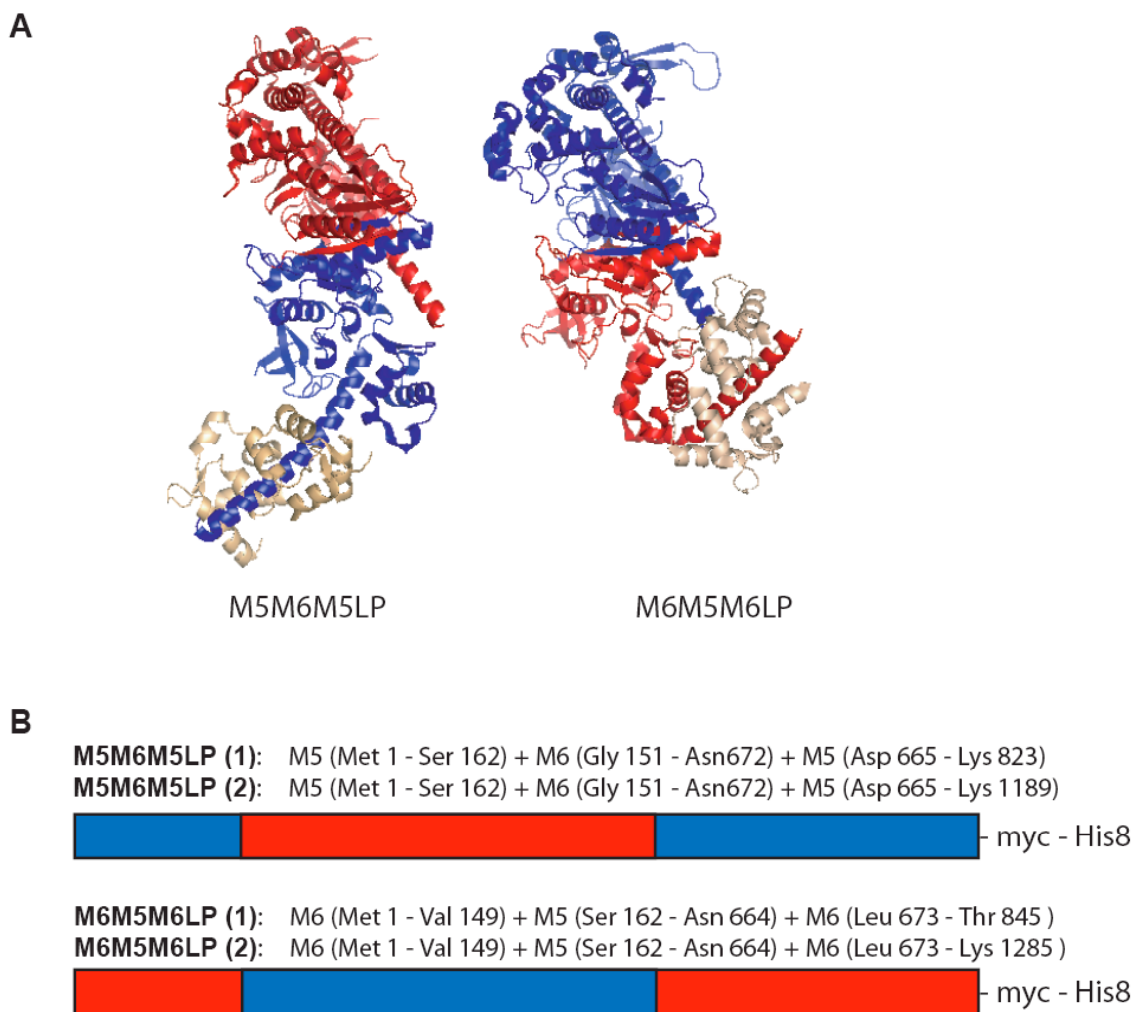 A
M5M6M5LP M6M5M6LP
B
M5M6M5LP (1): M5 (Met 1 - Ser 162) + M6 (Gly 151 - Asn672) + M5 (Asp 665 - Lys 823)
M5M6M5LP (2): M5 (Met 1 - Ser 162) + M6 (Gly 151 - Asn672) + M5 (Asp 665 - Lys 1189)
- myc - His8
M6M5M6LP (1): M6 (Met 1 - Val 149) + M5 (Ser 162 - Asn 664) + M6 (Leu 673 - Thr 845 )
M6M5M6LP (2): M6 (Met 1 - Val 149) + M5 (Ser 162 - Asn 664) + M6 (Leu 673 - Lys 1285 )
- myc - His8